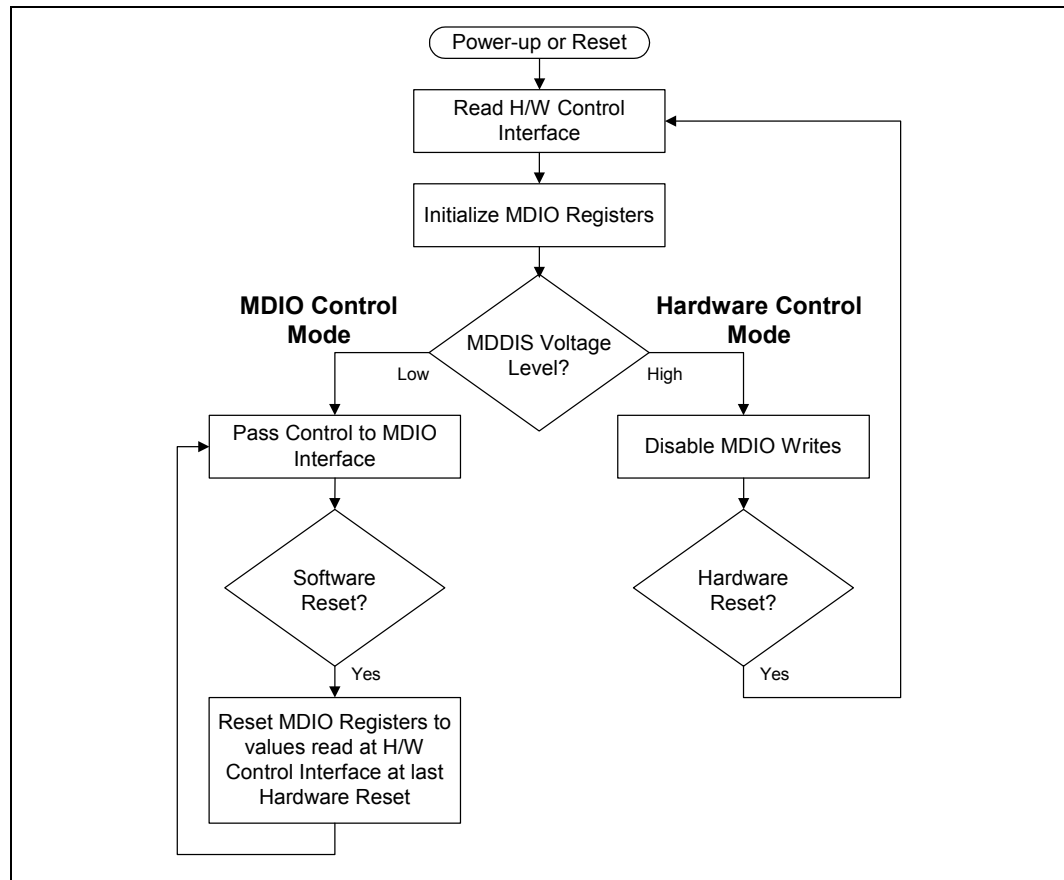 Power-up or Reset
Read H/W Control
Interface
Initialize MDIO Registers
MDIO Control
Mode
Hardware Control
Mode
MDDIS Voltage
Level?
Low
High
Pass Control to MDIO
Interface
Disable MDIO Writes
Software
Reset?
Hardware
Reset?
Yes
Yes
Reset MDIO Registers to
values read at H/W
Control Interface at last
Hardware Reset